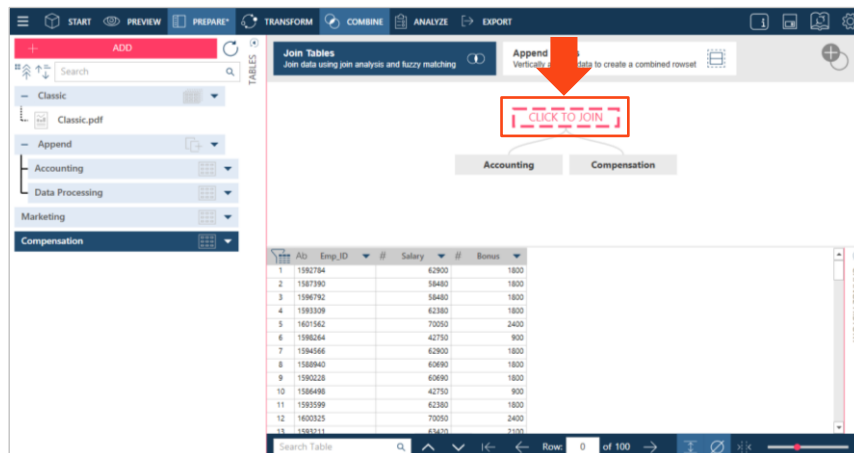 START PREVIEW PREPARE* TRANSFORM COMBINE ANALYZE EXPORT
ADD
Search
TABLES
Classic
Classic.pdf
Append
Accounting
Data Processing
Marketing
Compensation
Join Tables
Join data using join analysis and fuzzy matching
Append
Vertically data to create a combined rowset
CLICK TO JOIN
Accounting Compensation
Ab Emp_ID # Salary # Bonus
1 1592784 62900 1800
2 1587390 58480 1800
3 1596792 58480 1800
4 1593309 62380 1800
5 1601562 70050 2400
6 1598264 42750 900
7 1594566 62900 1800
8 1588940 60690 1800
9 1590228 60690 1800
10 1586498 42750 900
11 1593599 62380 1800
12 1600325 70050 2400
13 1593211 63420 2100
Search Table Row: 0 of 100